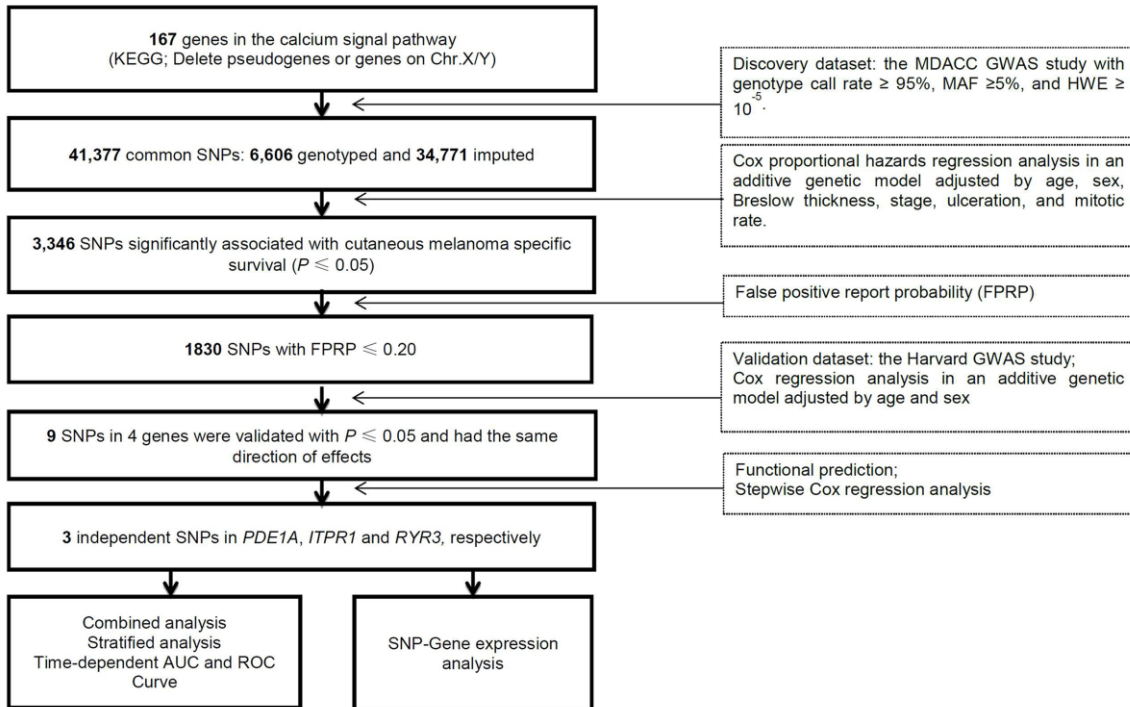 167 genes in the calcium signal pathway
(KEGG; Delete pseudogenes or genes on Chr.X/Y)
Discovery dataset: the MDACC GWAS study with
genotype call rate ≥ 95%, MAF ≥5%, and HWE ≥
10-5.
41,377 common SNPs: 6,606 genotyped and 34,771 imputed
Cox proportional hazards regression analysis in an
additive genetic model adjusted by age, sex,
Breslow thickness, stage, ulceration, and mitotic
rate.
3,346 SNPs significantly associated with cutaneous melanoma specific
survival (P ≤ 0.05)
False positive report probability (FPRP)
1830 SNPs with FPRP ≤ 0.20
Validation dataset: the Harvard GWAS study;
Cox regression analysis in an additive genetic
model adjusted by age and sex
9 SNPs in 4 genes were validated with P ≤ 0.05 and had the same
direction of effects
Functional prediction;
Stepwise Cox regression analysis
3 independent SNPs in PDE1A, ITPR1 and RYR3, respectively
Combined analysis
Stratified analysis
Time-dependent AUC and ROC
Curve
SNP-Gene expression
analysis